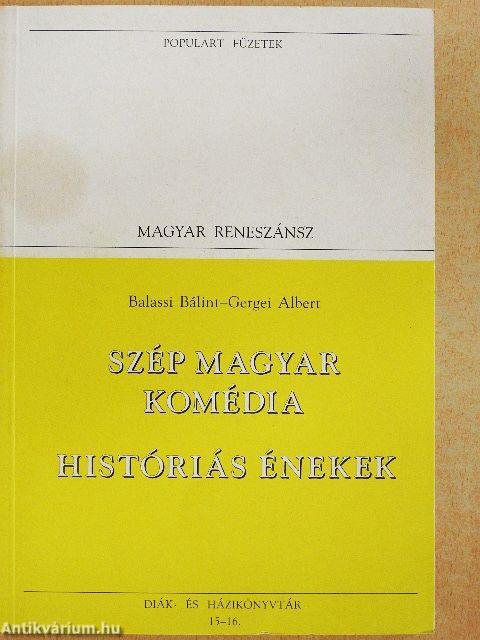 POPULART FÜZETEK
MAGYAR RENESZÁNSZ
Balassi Bálint–Gergei Albert
SZÉP MAGYAR
KOMÉDIA
HISTÓRIÁS ÉNEKEK
DIÁK- ÉS HÁZIKÖNYVTÁR
15–16.
Antikvárium.hu